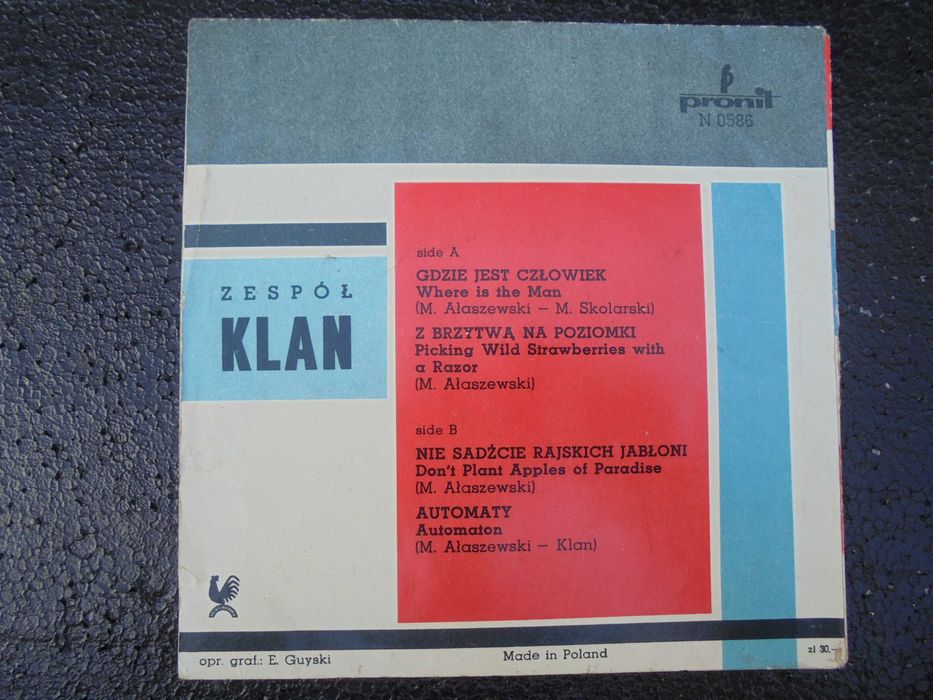 pronit
N 0586
ZESPÓŁ
KLAN
side A
GDZIE JEST CZŁOWIEK
Where is the Man
(M. Ałaszewski – M. Skolarski)
Z BRZYTWĄ NA POZIOMKI
Picking Wild Strawberries with
a Razor
(M. Ałaszewski)
side B
NIE SADŹCIE RAJSKICH JABŁONI
Don't Plant Apples of Paradise
(M. Ałaszewski)
AUTOMATY
Automaton
(M. Ałaszewski – Klan)
opr. graf.: E. Guyski
Made in Poland
zł 30,–